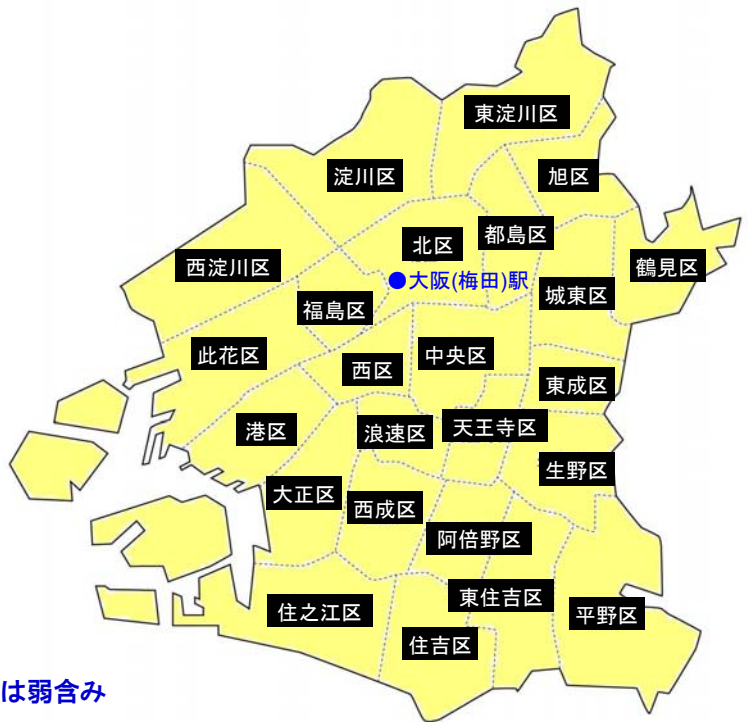 東淀川区
淀川区
旭区
北区
都島区
西淀川区
鶴見区
●大阪(梅田)駅
福島区
城東区
此花区
西区
中央区
東成区
港区
浪速区
天王寺区
生野区
大正区
西成区
阿倍野区
東住吉区
住之江区
平野区
住吉区
は弱含み